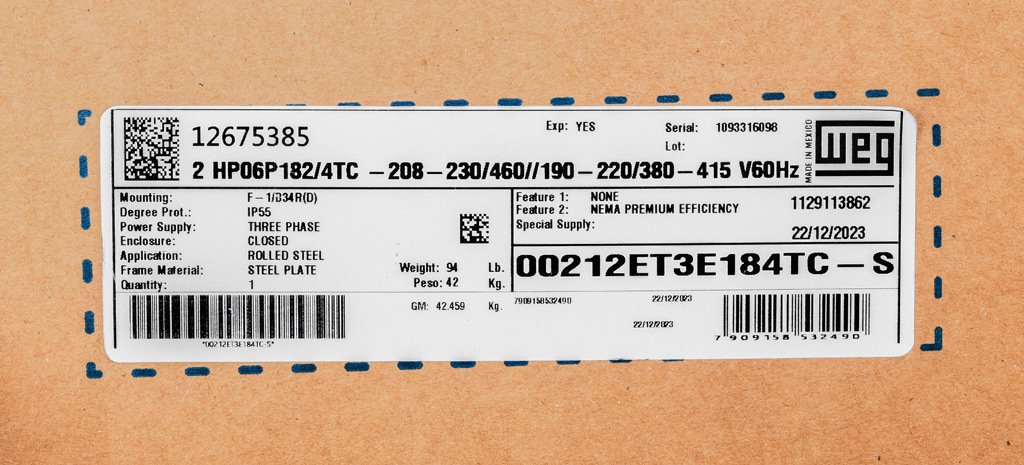 12675385
Exp: YES
Serial: 1093316098
Lot:
2 HP06P182/4TC - 208-230/460//190-220/380-415 V60Hz
MADE IN MEXICO
WEG
Mounting: F-1/B34R(D)
Degree Prot.: IP55
Power Supply: THREE PHASE
Enclosure: CLOSED
Application: ROLLED STEEL
Frame Material: STEEL PLATE
Quantity: 1
Weight: 94 Lb.
Peso: 42 Kg.
Feature 1: NONE
Feature 2: NEMA PREMIUM EFFICIENCY
Special Supply:
1129113862
22/12/2023
00212ET3E184TC-S
*00212ET3E184TC-S*
GM: 42.459 Kg.
7909158532490
22/12/2023
22/12/2023
7 909158 532490